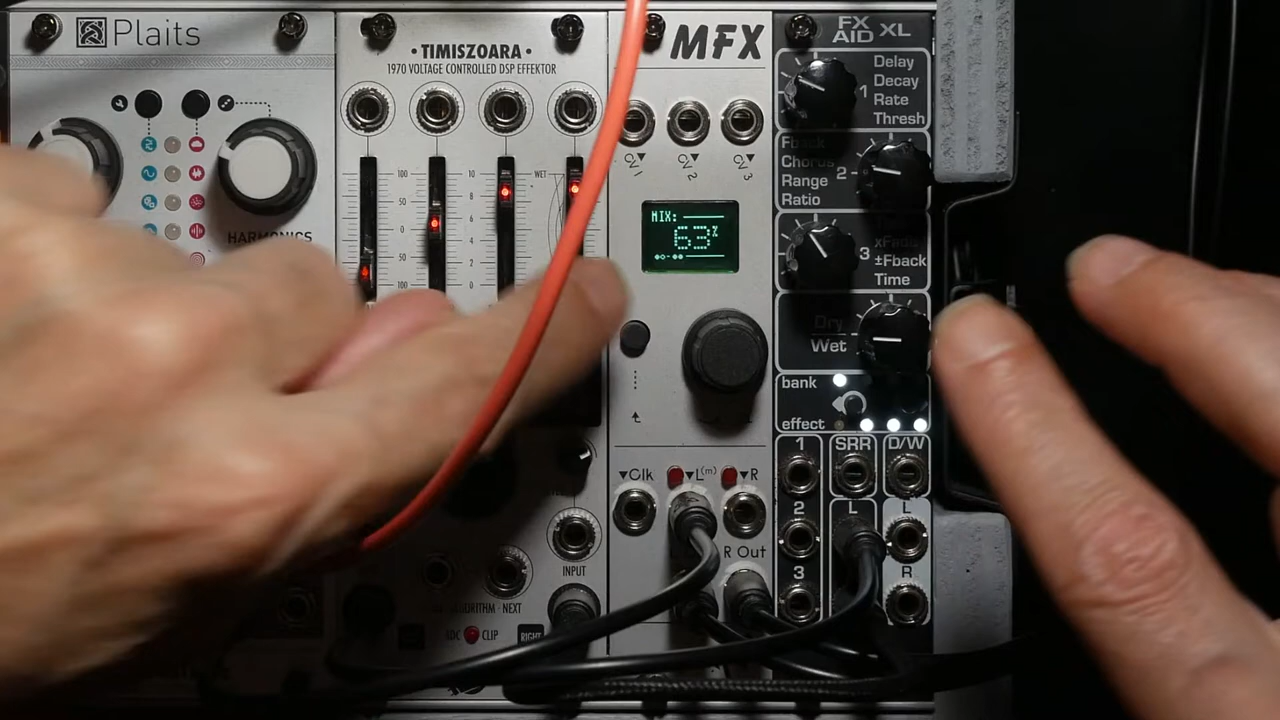 Plaits
HARMONICS
• TIMISZOARA •
1970 VOLTAGE CONTROLLED DSP EFFEKTOR
100
50
0
50
100
10
8
6
4
2
0
WET
INPUT
ALGORITHM - NEXT
ADC
CLIP
RIGHT
MFX
CV1
CV2
CV3
MIX:
63%
Clk
L(m)
R
R Out
FX
AID XL
Delay
Decay
Rate
Thresh
1
Fback
Chorus
Range
Ratio
2
xFade
±Fback
Time
3
Dry
Wet
bank
effect
1
SRR
D/W
2
L
L
3
R